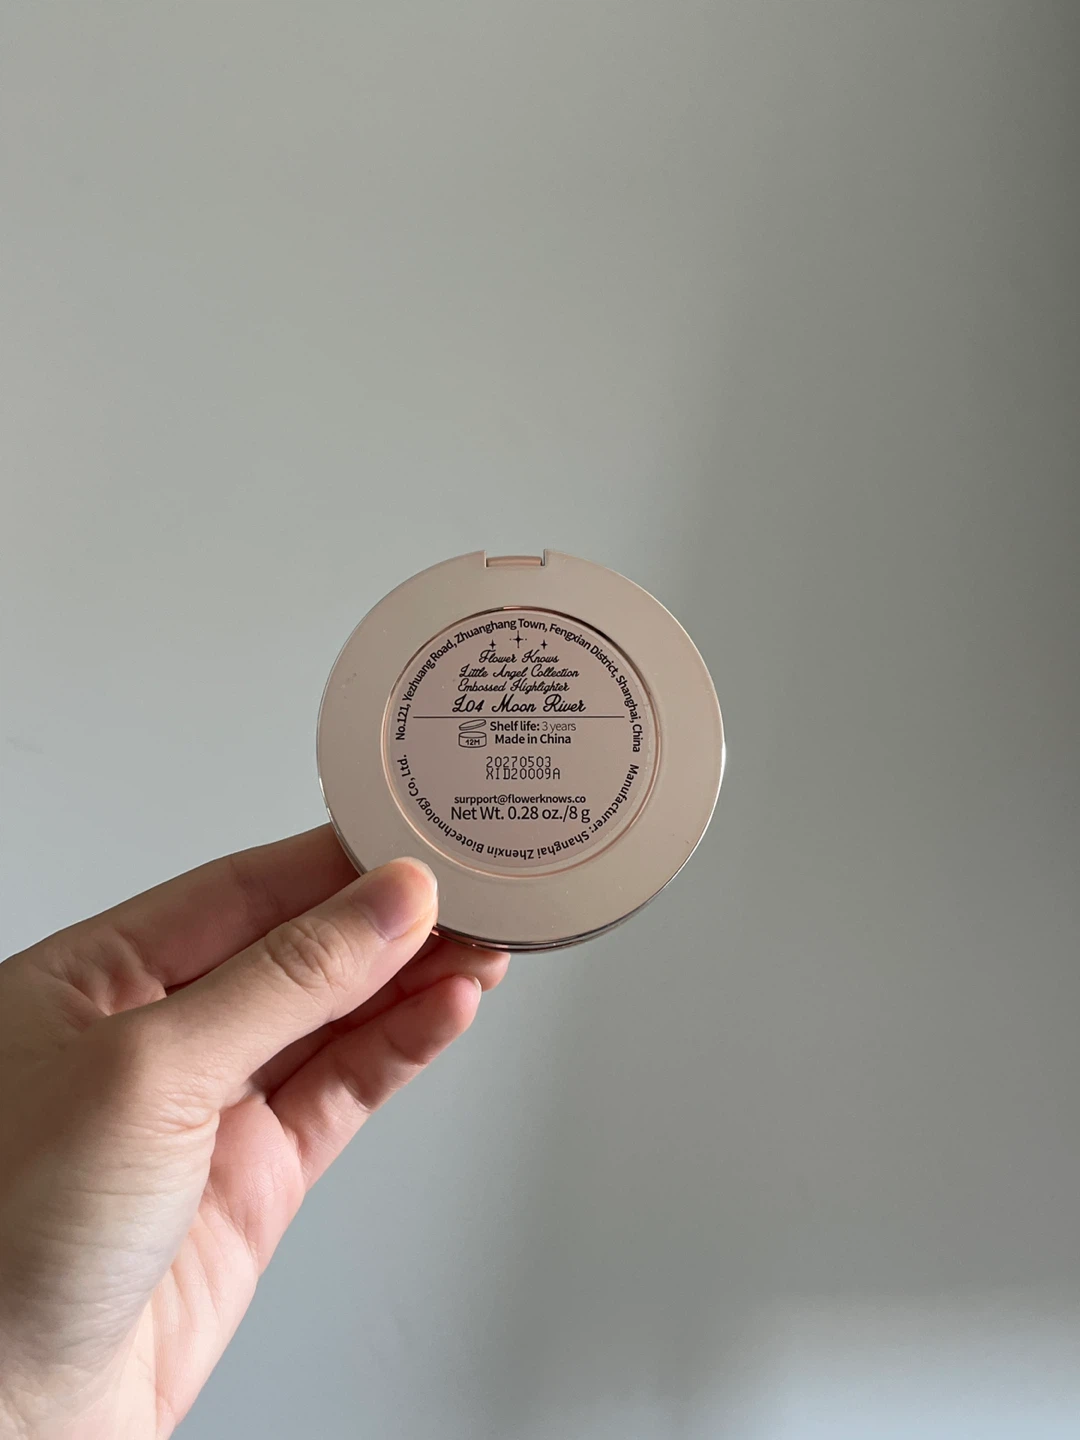 Flower Knows
Little Angel Collection
Embossed Highlighter
L04 Moon River
12M
Shelf life: 3 years
Made in China
20270503
XID20009A
surpport@flowerknows.co
Net Wt. 0.28 oz./8 g
Manufacturer: Shanghai Zhenxin Biotechnology Co., Ltd.
No.121, Yezhuang Road, Zhuanghang Town, Fengxian District, Shanghai, China